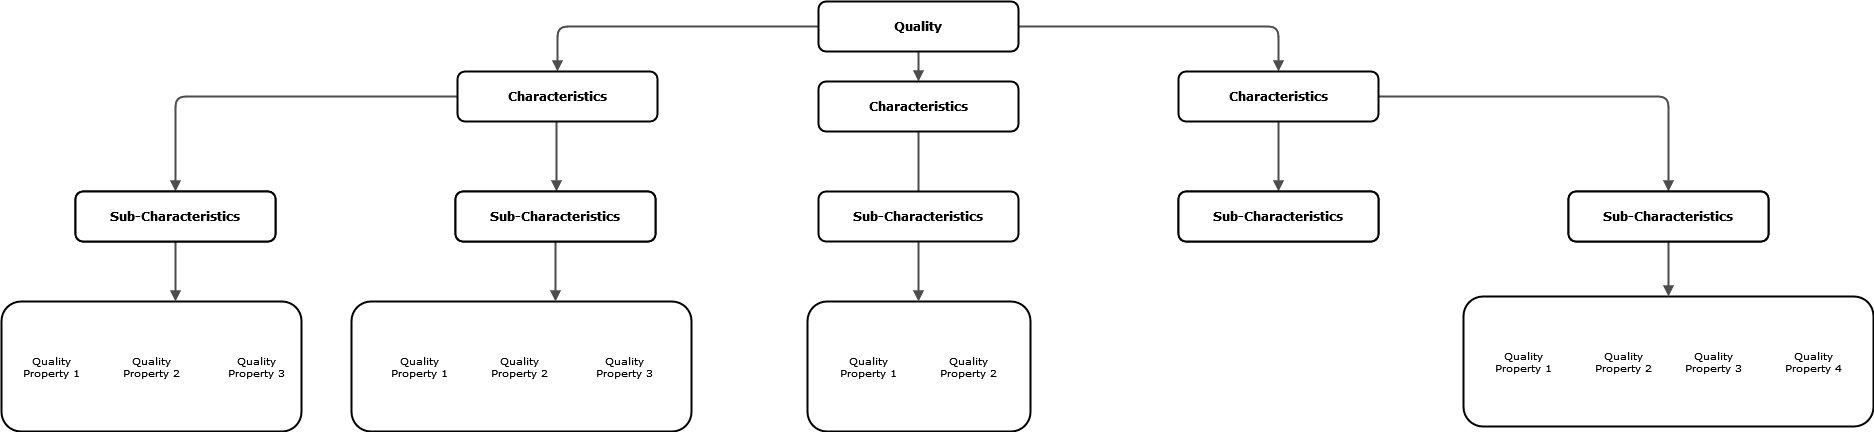 Quality
Characteristics
Characteristics
Characteristics
Sub-Characteristics
Sub-Characteristics
Sub-Characteristics
Sub-Characteristics
Sub-Characteristics
Quality
Property 1
Quality
Property 2
Quality
Property 3
Quality
Property 1
Quality
Property 2
Quality
Property 3
Quality
Property 1
Quality
Property 2
Quality
Property 1
Quality
Property 2
Quality
Property 3
Quality
Property 4